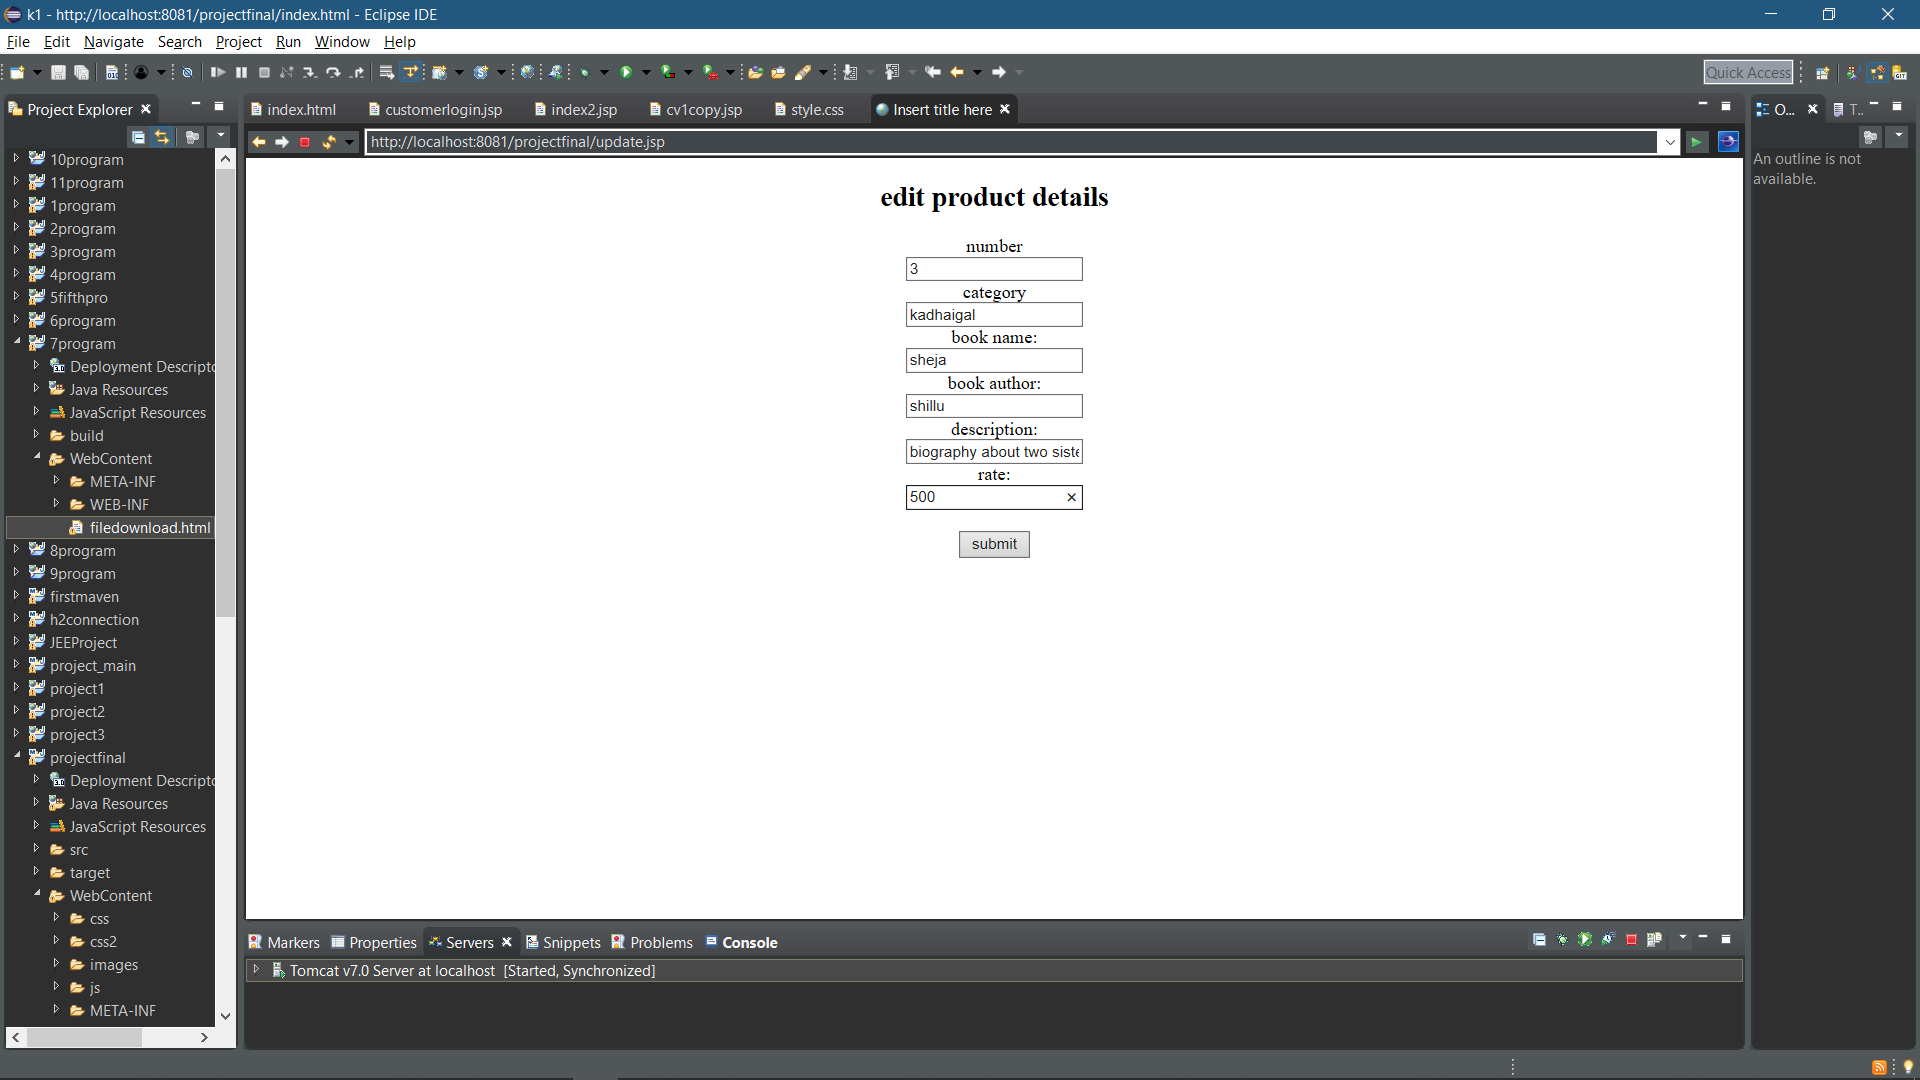 k1 - http://localhost:8081/projectfinal/index.html - Eclipse IDE
File Edit Navigate Search Project Run Window Help
Quick Access
Project Explorer
index.html customerlogin.jsp index2.jsp cv1copy.jsp style.css Insert title here
O... T..
http://localhost:8081/projectfinal/update.jsp
An outline is not
available.
10program
11program
1program
2program
3program
4program
5fifthpro
6program
7program
Deployment Descripto
Java Resources
JavaScript Resources
build
WebContent
META-INF
WEB-INF
filedownload.html
8program
9program
firstmaven
h2connection
JEEProject
project_main
project1
project2
project3
projectfinal
Deployment Descripto
Java Resources
JavaScript Resources
src
target
WebContent
css
css2
images
js
META-INF
edit product details
number
3
category
kadhaigal
book name:
sheja
book author:
shillu
description:
biography about two siste
rate:
500
submit
Markers Properties Servers Snippets Problems Console
Tomcat v7.0 Server at localhost [Started, Synchronized]